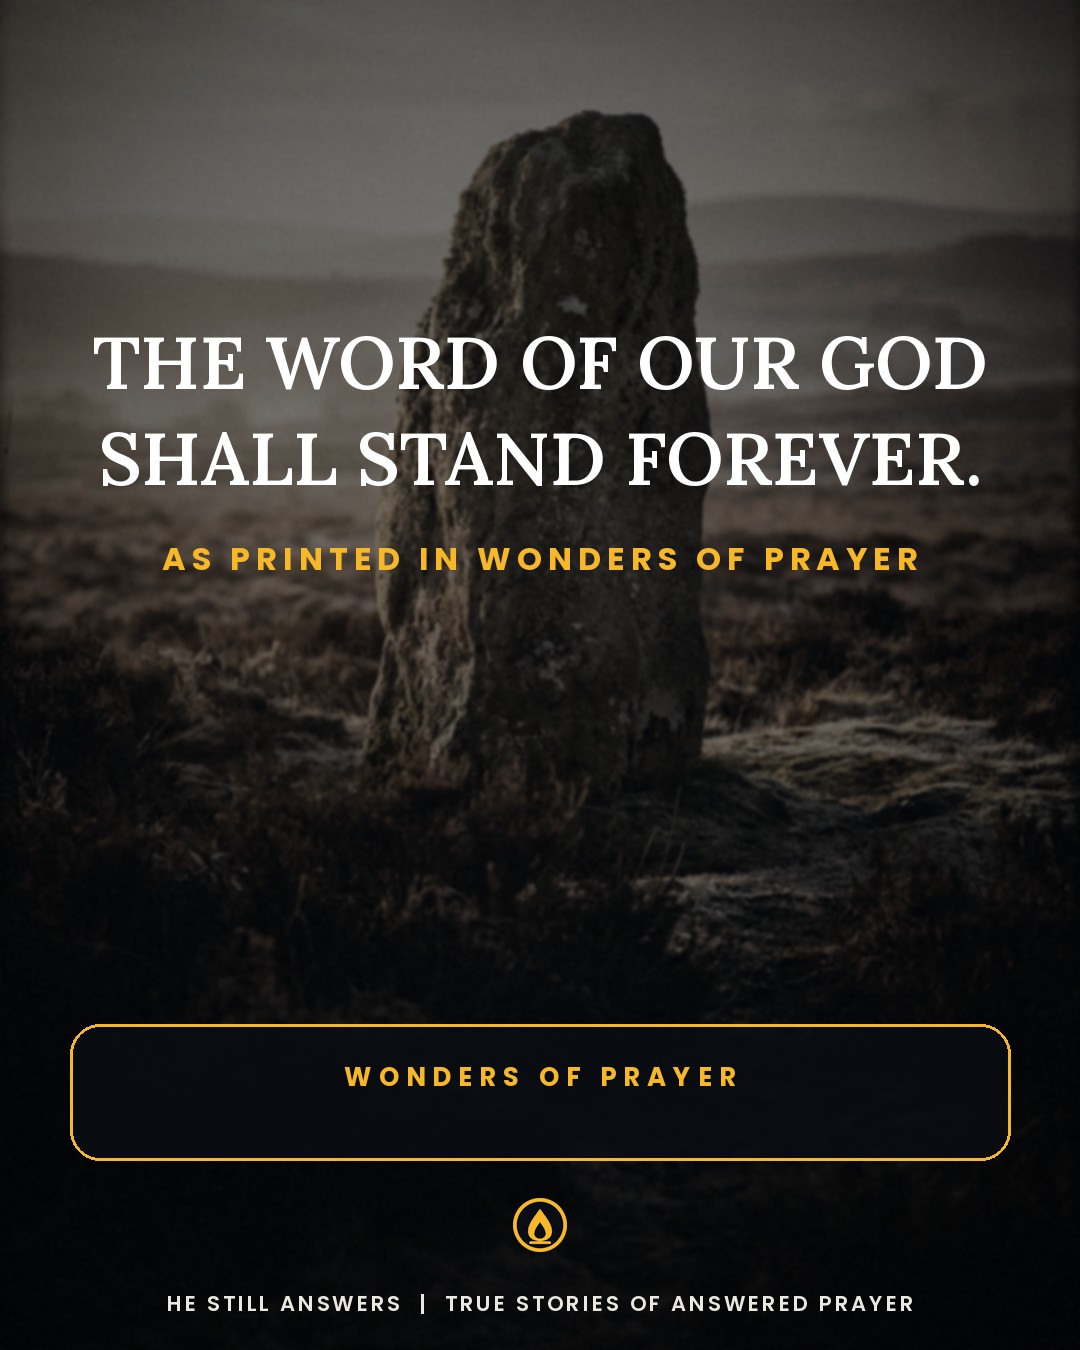 THE WORD OF OUR GOD
SHALL STAND FOREVER.
AS PRINTED IN WONDERS OF PRAYER
WONDERS OF PRAYER
HE STILL ANSWERS | TRUE STORIES OF ANSWERED PRAYER